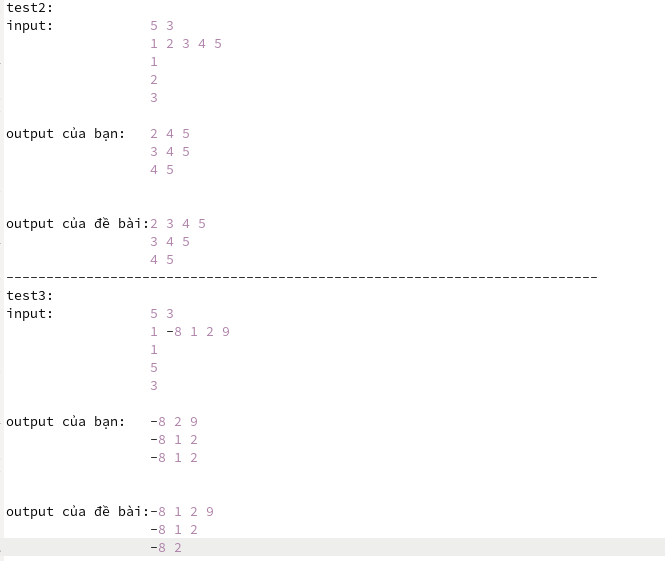 test2:
input: 5 3
1 2 3 4 5
1
2
3
output của bạn: 2 4 5
3 4 5
4 5
output của đề bài:2 3 4 5
3 4 5
4 5
--------------------------------------------------------------------------
test3:
input: 5 3
1 -8 1 2 9
1
5
3
output của bạn: -8 2 9
-8 1 2
-8 1 2
output của đề bài:-8 1 2 9
-8 1 2
-8 2